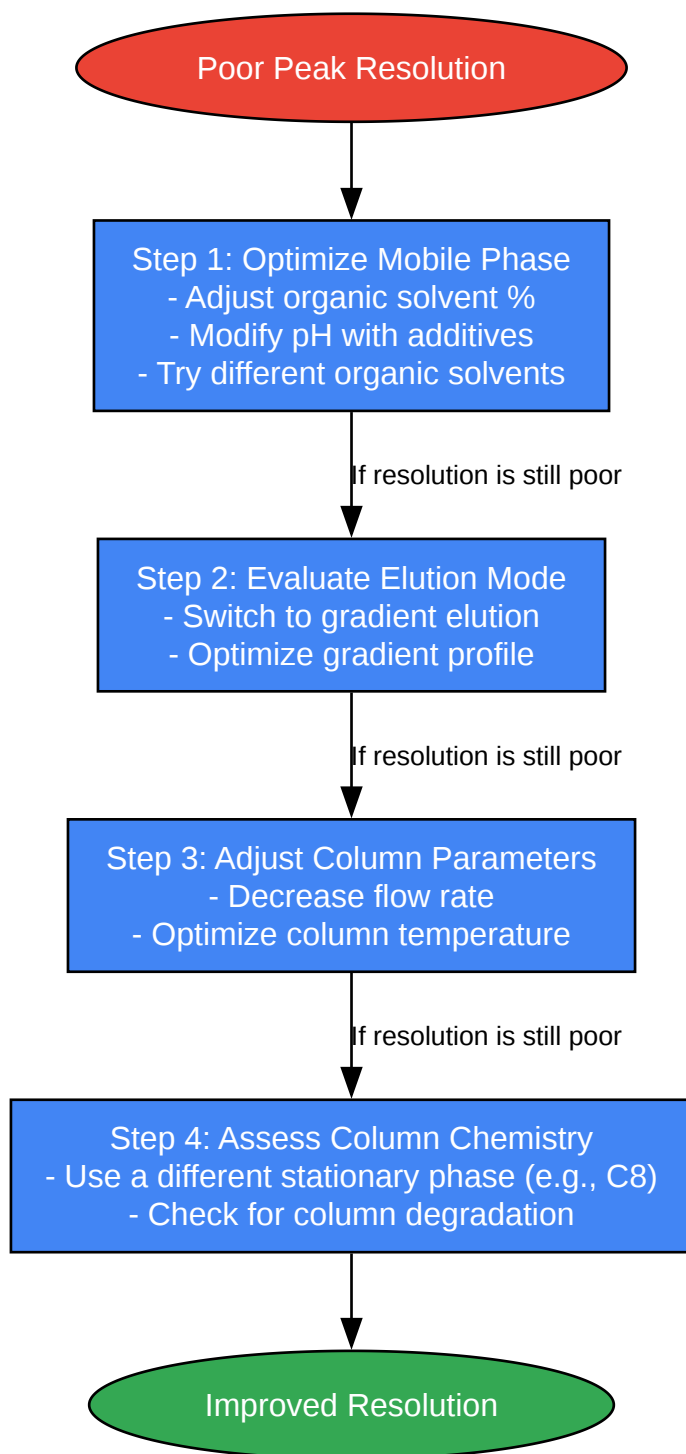 Poor Peak Resolution
Step 1: Optimize Mobile Phase
- Adjust organic solvent %
- Modify pH with additives
- Try different organic solvents
If resolution is still poor
Step 2: Evaluate Elution Mode
- Switch to gradient elution
- Optimize gradient profile
If resolution is still poor
Step 3: Adjust Column Parameters
- Decrease flow rate
- Optimize column temperature
If resolution is still poor
Step 4: Assess Column Chemistry
- Use a different stationary phase (e.g., C8)
- Check for column degradation
Improved Resolution